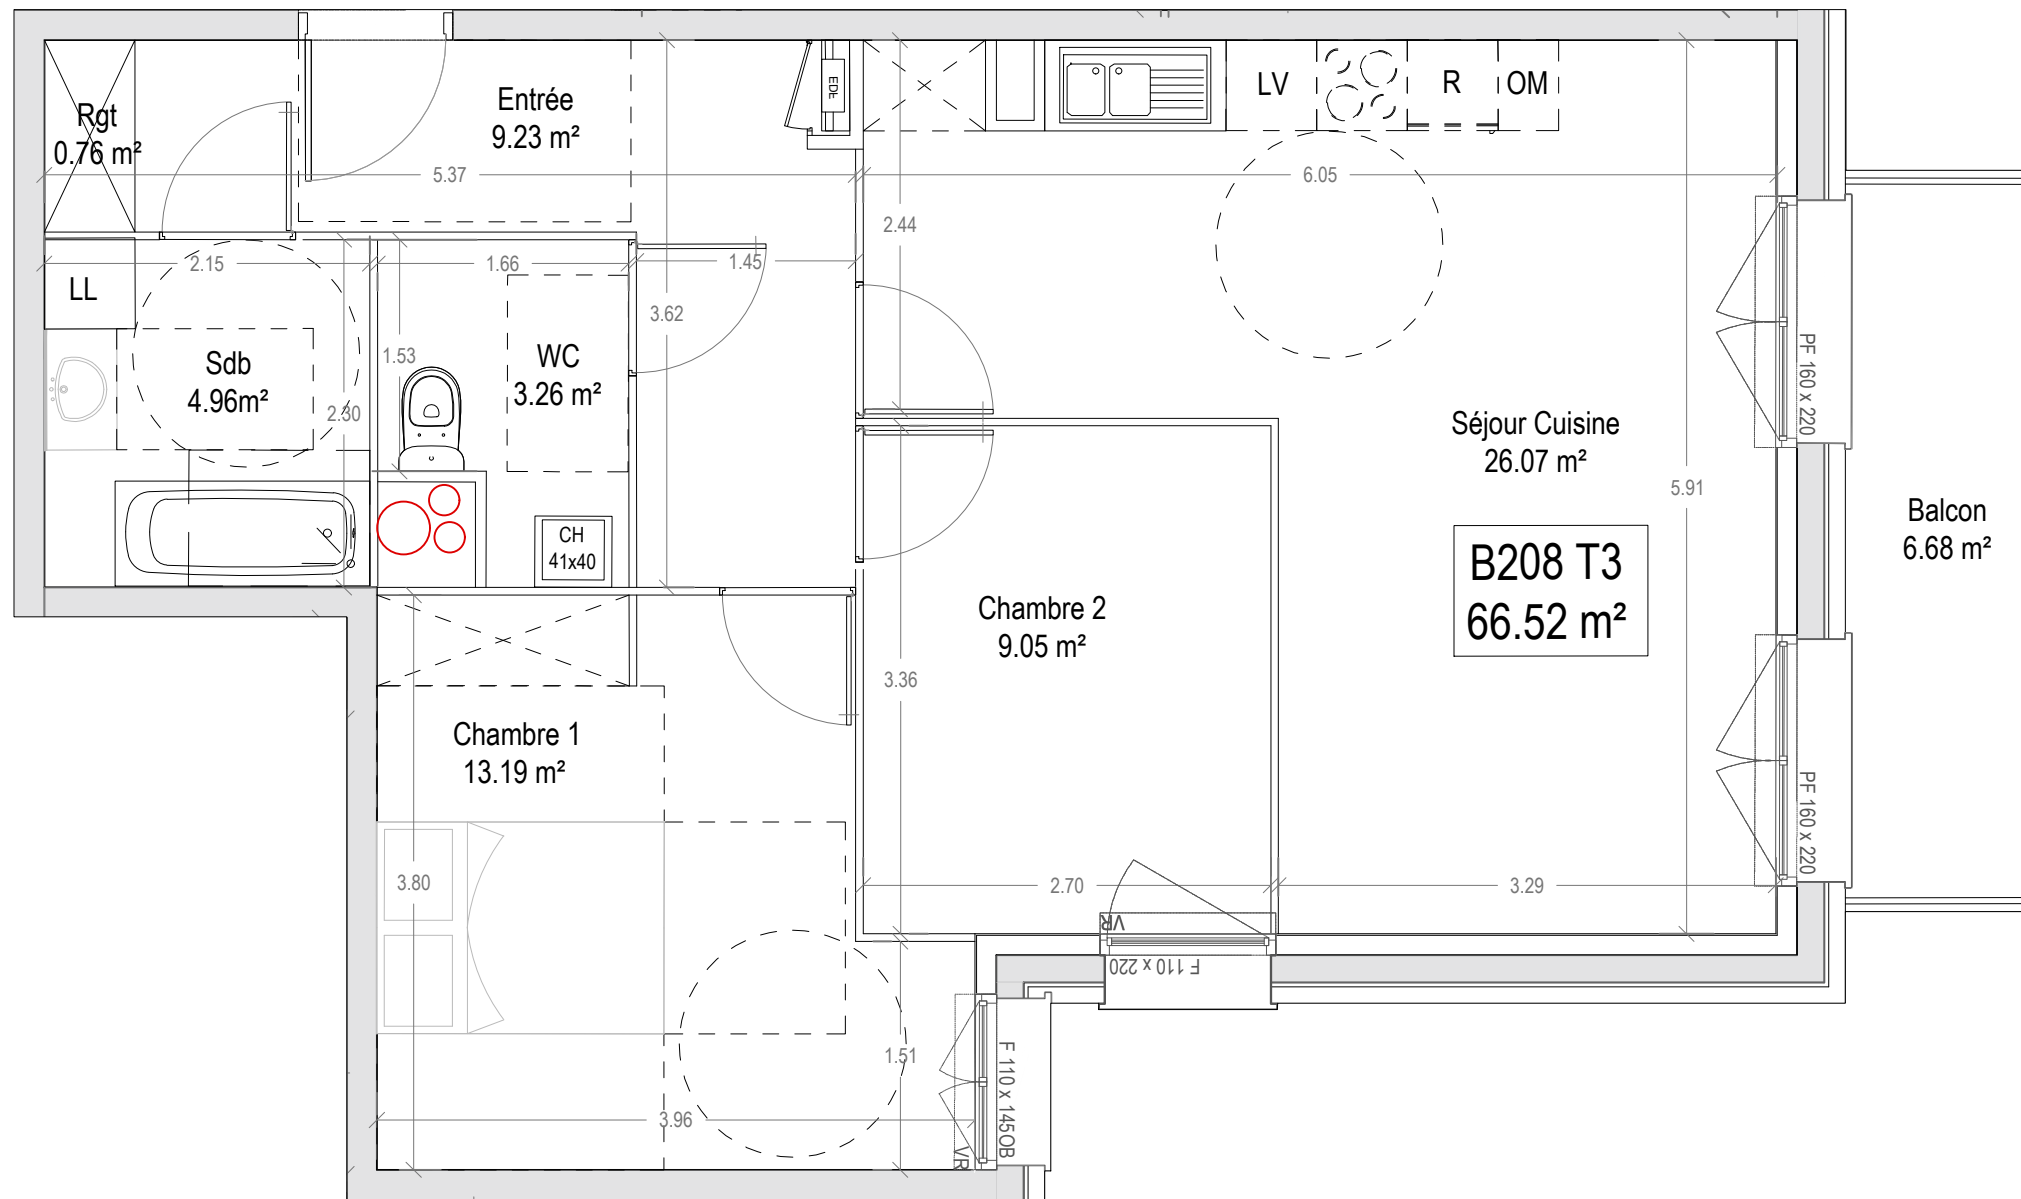 Rgt
0.76 m²
Entrée
9.23 m²
EDF
LV
R
OM
5.37
6.05
2.44
2.15
1.66
1.45
LL
3.62
1.53
2.30
Sdb
4.96m²
WC
3.26 m²
PF 160 x 220
Séjour Cuisine
26.07 m²
5.91
Balcon
6.68 m²
CH
41x40
B208 T3
66.52 m²
Chambre 2
9.05 m²
3.36
Chambre 1
13.19 m²
PF 160 x 220
3.80
2.70
3.29
VR
F 110 x 220
1.51
F 110 x 145OB
3.96
VR